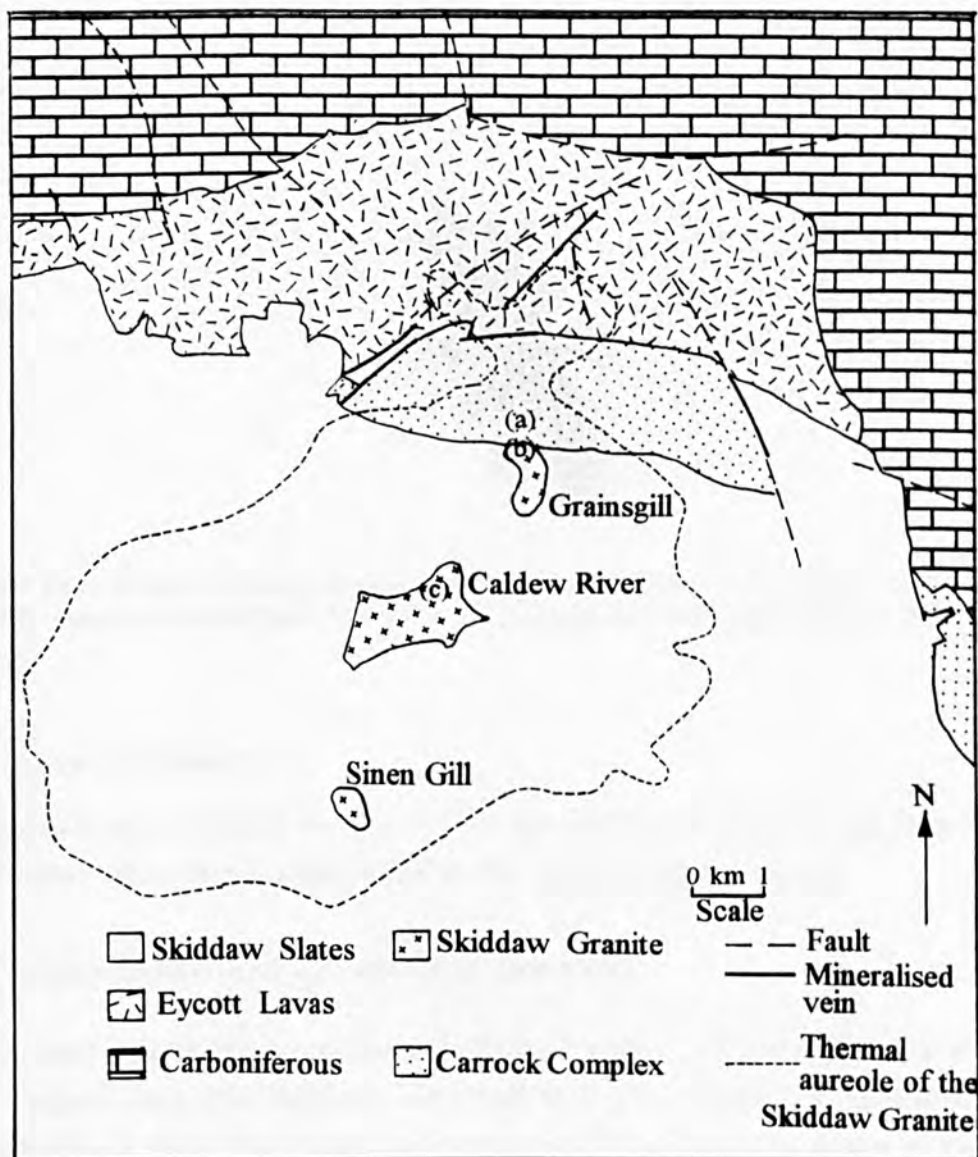 (a)
(b)
Grainsgill
Caldew River
(c)
Sinen Gill
N
0 km 1
Scale
Skiddaw Slates
Skiddaw Granite
Fault
Eycott Lavas
Mineralised
vein
Carboniferous
Carrock Complex
Thermal
aureole of the
Skiddaw Granite